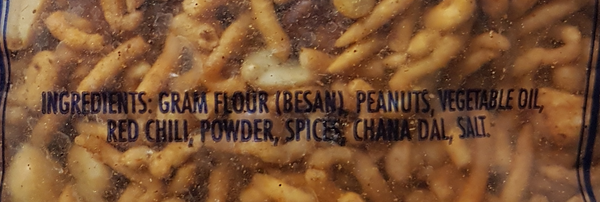 INGREDIENTS: GRAM FLOUR (BESAN), PEANUTS, VEGETABLE OIL,
RED CHILI, POWDER, SPICES, CHANA DAL, SALT.